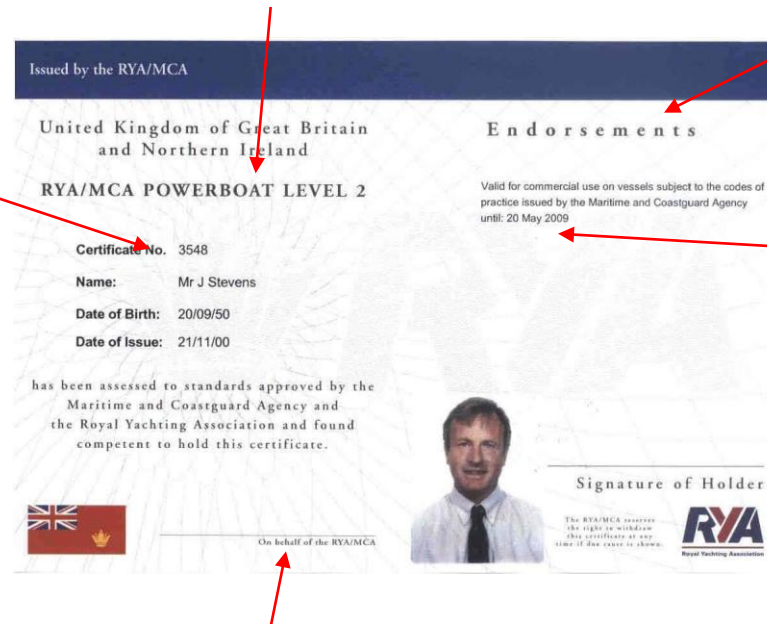 Issued by the RYA/MCA
United Kingdom of Great Britain
and Northern Ireland
RYA/MCA POWERBOAT LEVEL 2
Certificate No. 3548
Name: Mr J Stevens
Date of Birth: 20/09/50
Date of Issue: 21/11/00
has been assessed to standards approved by the
Maritime and Coastguard Agency and
the Royal Yachting Association and found
competent to hold this certificate.
On behalf of the RYA/MCA
Endorsements
Valid for commercial use on vessels subject to the codes of
practice issued by the Maritime and Coastguard Agency
until: 20 May 2009
Signature of Holder
The RYA/MCA reserves
the right to withdraw
this certificate at any
time if due cause is shown.
RYA
Royal Yachting Association
RYA